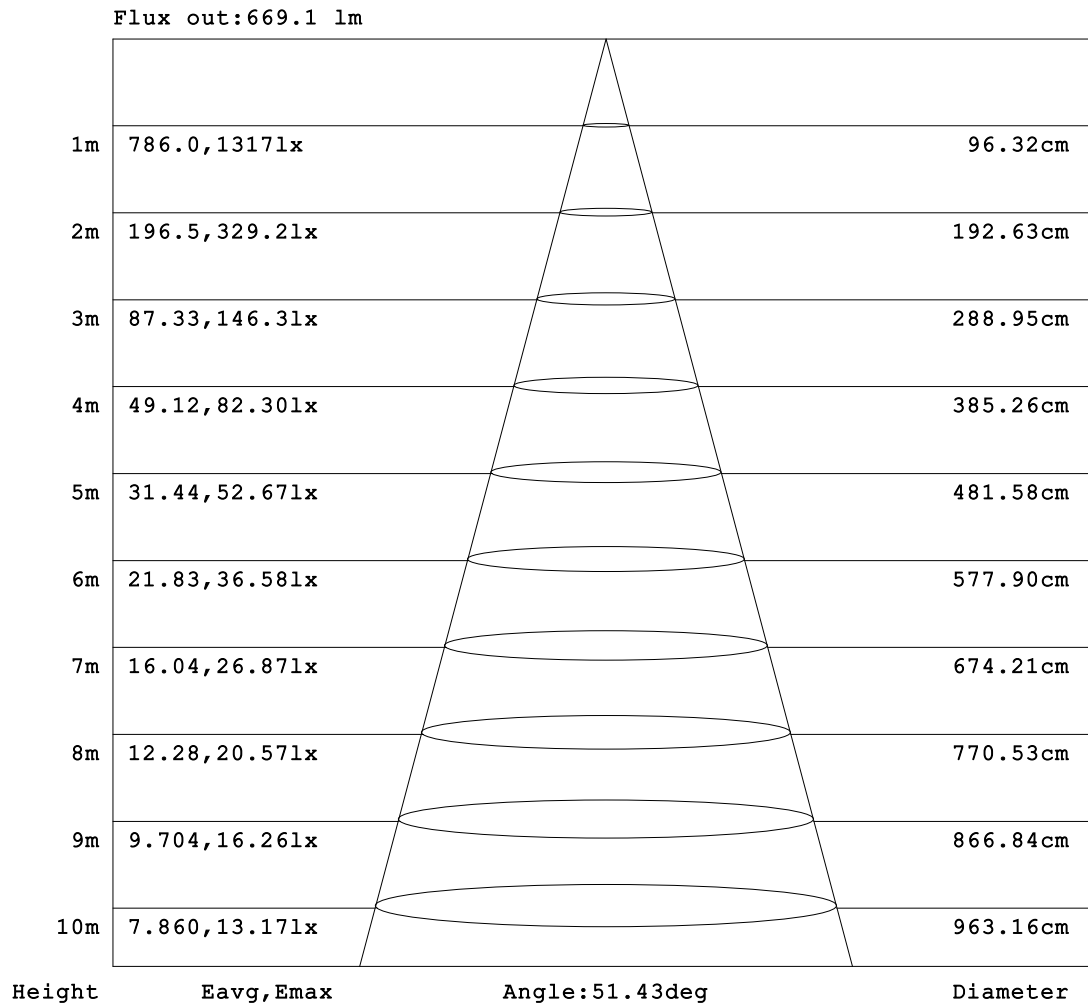 Flux out:669.1 lm
1m 786.0,1317lx 96.32cm
2m 196.5,329.2lx 192.63cm
3m 87.33,146.3lx 288.95cm
4m 49.12,82.30lx 385.26cm
5m 31.44,52.67lx 481.58cm
6m 21.83,36.58lx 577.90cm
7m 16.04,26.87lx 674.21cm
8m 12.28,20.57lx 770.53cm
9m 9.704,16.26lx 866.84cm
10m 7.860,13.17lx 963.16cm
Height Eavg,Emax Angle:51.43deg Diameter